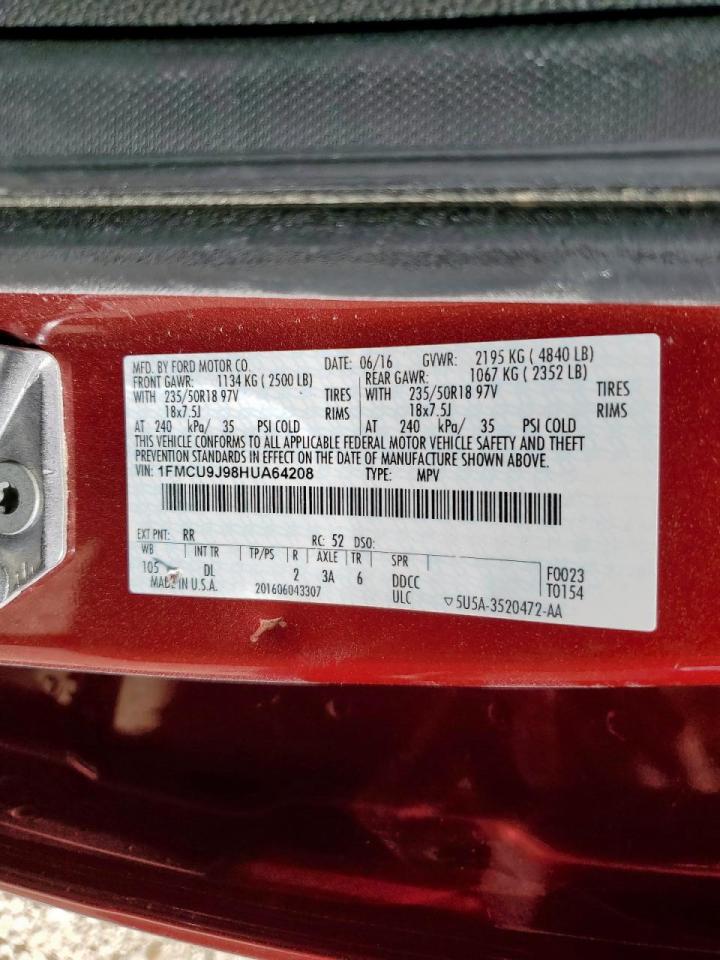 MFD. BY FORD MOTOR CO. DATE: 06/16 GVWR: 2195 KG ( 4840 LB)
FRONT GAWR: 1134 KG ( 2500 LB) REAR GAWR: 1067 KG ( 2352 LB)
WITH 235/50R18 97V TIRES WITH 235/50R18 97V TIRES
18x7.5J RIMS 18x7.5J RIMS
AT 240 kPa/ 35 PSI COLD AT 240 kPa/ 35 PSI COLD
THIS VEHICLE CONFORMS TO ALL APPLICABLE FEDERAL MOTOR VEHICLE SAFETY AND THEFT
PREVENTION STANDARDS IN EFFECT ON THE DATE OF MANUFACTURE SHOWN ABOVE.
VIN: 1FMCU9J98HUA64208 TYPE: MPV
EXT PNT: RR RC: 52 DSO:
WB INT TR TP/PS R AXLE TR SPR
105 DL 2 3A 6 DDCC F0023
MADE IN U.S.A. 201606043307 ULC T0154
▽5U5A-3520472-AA